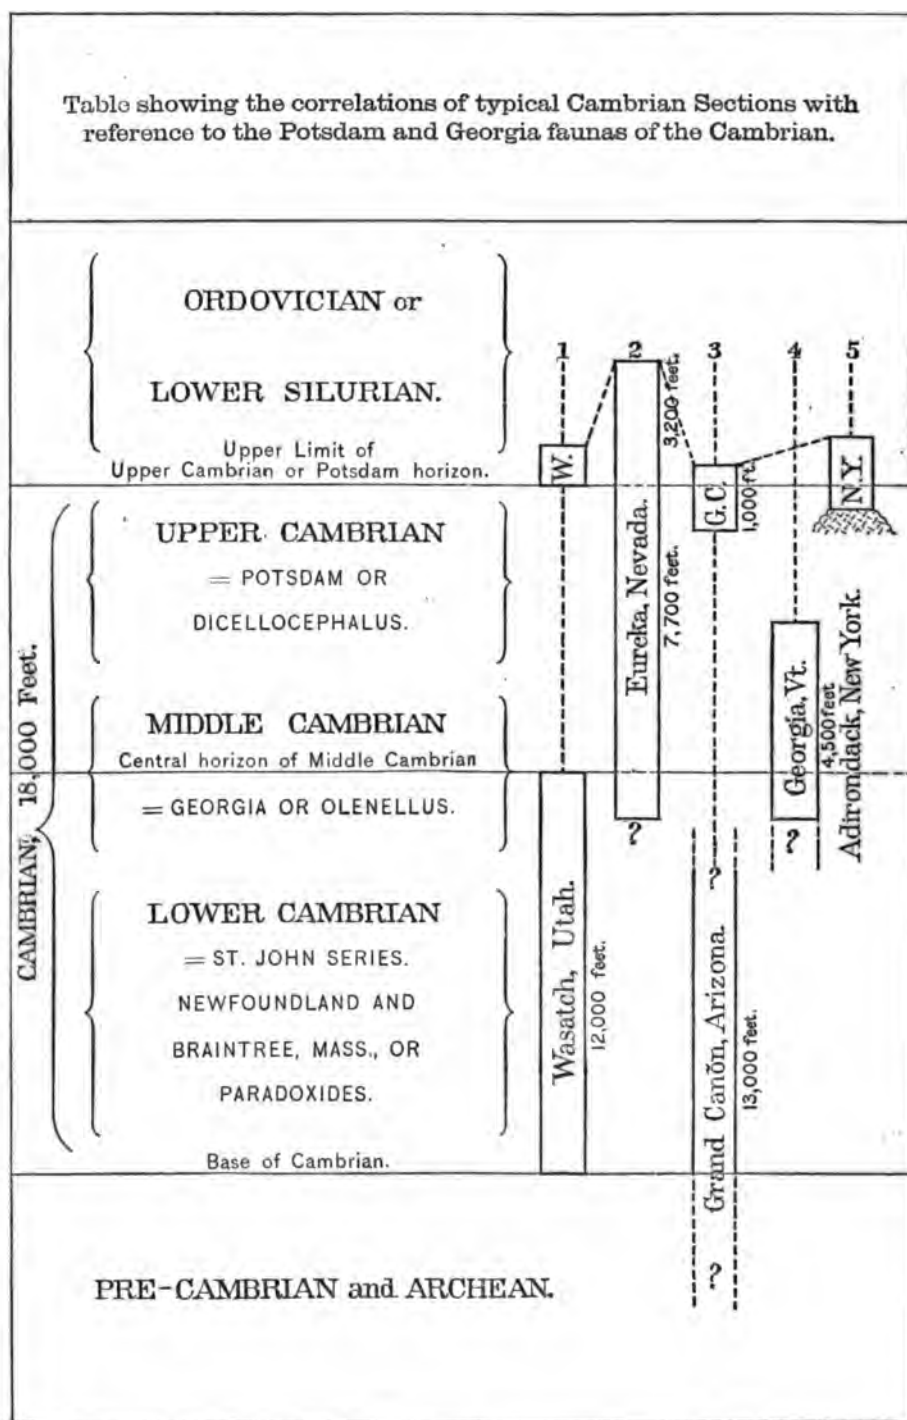 Table showing the correlations of typical Cambrian Sections with
reference to the Potsdam and Georgia faunas of the Cambrian.
ORDOVICIAN or
LOWER SILURIAN.
Upper Limit of
Upper Cambrian or Potsdam horizon.
CAMBRIAN, 18,000 Feet.
UPPER CAMBRIAN
= POTSDAM OR
DICELLOCEPHALUS.
MIDDLE CAMBRIAN
Central horizon of Middle Cambrian
= GEORGIA OR OLENELLUS.
LOWER CAMBRIAN
= ST. JOHN SERIES.
NEWFOUNDLAND AND
BRAINTREE, MASS., OR
PARADOXIDES.
Base of Cambrian.
PRE-CAMBRIAN and ARCHEAN.
1
W.
Wasatch, Utah.
12,000 feet.
2
Eureka, Nevada.
3,200 feet.
7,700 feet.
?
3
G.C.
1,000 ft.
?
Grand Cañon, Arizona.
13,000 feet.
?
4
Georgia, Vt.
4,500 feet
?
5
N.Y.
Adirondack, New York.